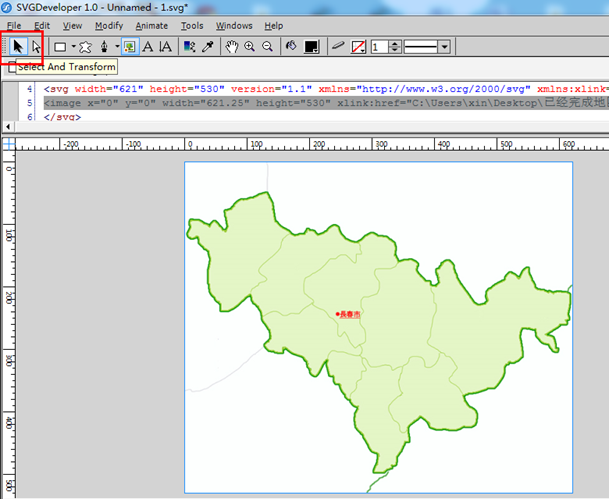 SVGDeveloper 1.0 - Unnamed - 1.svg*
File Edit View Modify Animate Tools Windows Help
1
Select And Transform
4 <svg width="621" height="530" version="1.1" xmlns="http://www.w3.org/2000/svg" xmlns:xlink=
5 <image x="0" y="0" width="621.25" height="530" xlink:href="C:\Users\xin\Desktop\已经完成地图
6 </svg>
-200 -100 0 100 200 300 400 500 600
0
100
200
300
400
500
長春市